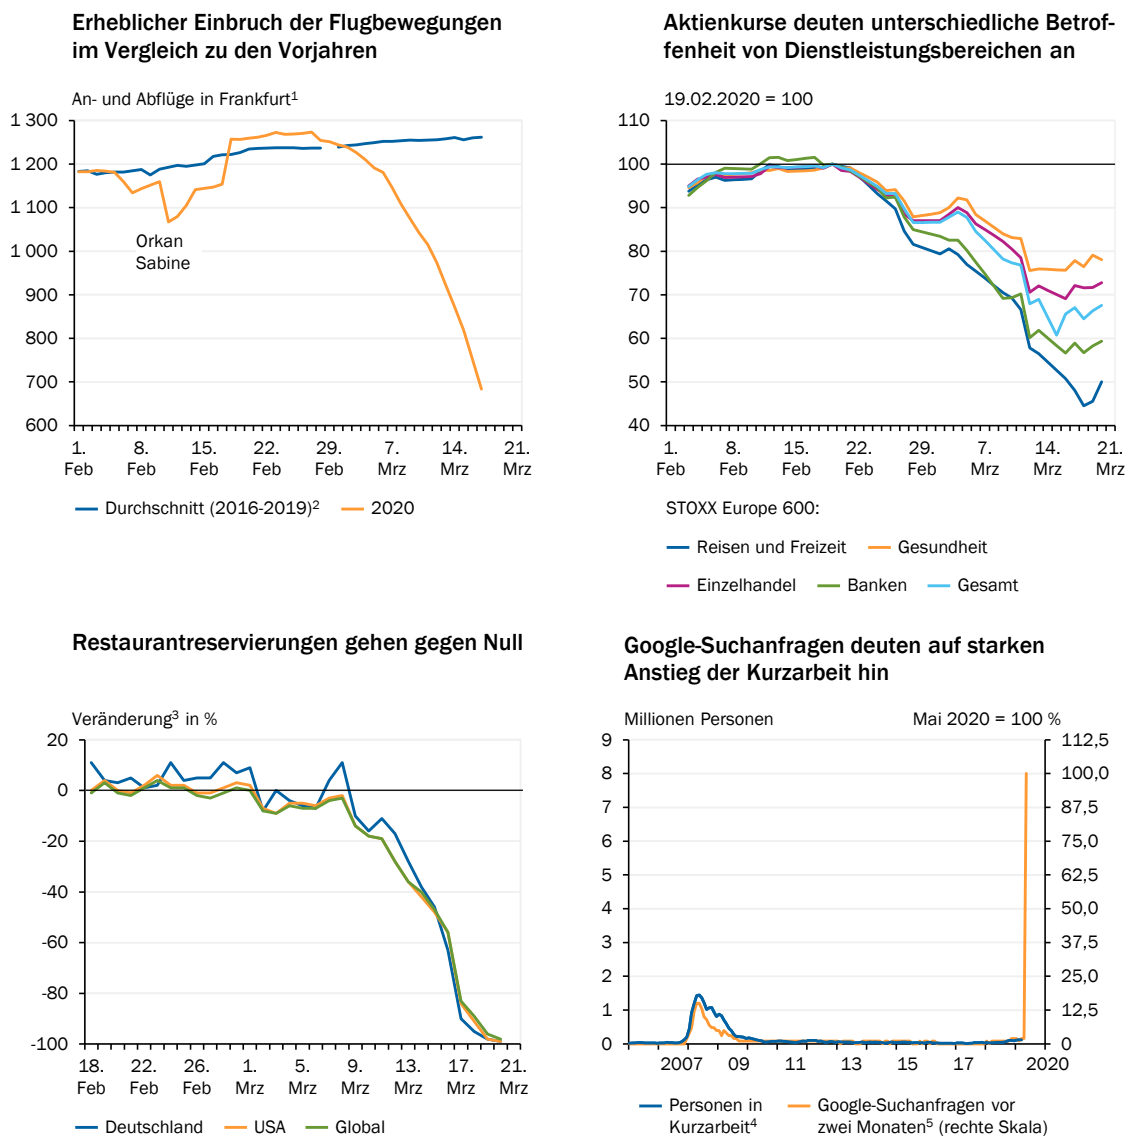 Erheblicher Einbruch der Flugbewegungen
im Vergleich zu den Vorjahren
An- und Abflüge in Frankfurt¹
1 300
1 200
1 100
1 000
900
800
700
600
Orkan
Sabine
1. 8. 15. 22. 29. 7. 14. 21.
Feb Feb Feb Feb Feb Mrz Mrz Mrz
Durchschnitt (2016-2019)² 2020
Aktienkurse deuten unterschiedliche Betrof-
fenheit von Dienstleistungsbereichen an
19.02.2020 = 100
110
100
90
80
70
60
50
40
1. 8. 15. 22. 29. 7. 14. 21.
Feb Feb Feb Feb Feb Mrz Mrz Mrz
STOXX Europe 600:
Reisen und Freizeit Gesundheit
Einzelhandel Banken Gesamt
Restaurantreservierungen gehen gegen Null
Veränderung³ in %
20
0
-20
-40
-60
-80
-100
18. 22. 26. 1. 5. 9. 13. 17. 21.
Feb Feb Feb Mrz Mrz Mrz Mrz Mrz Mrz
Deutschland USA Global
Google-Suchanfragen deuten auf starken
Anstieg der Kurzarbeit hin
Millionen Personen Mai 2020 = 100 %
9 112,5
8 100,0
7 87,5
6 75,0
5 62,5
4 50,0
3 37,5
2 25,0
1 12,5
0 0
2007 09 11 13 15 17 2020
Personen in Google-Suchanfragen vor
Kurzarbeit⁴ zwei Monaten⁵ (rechte Skala)